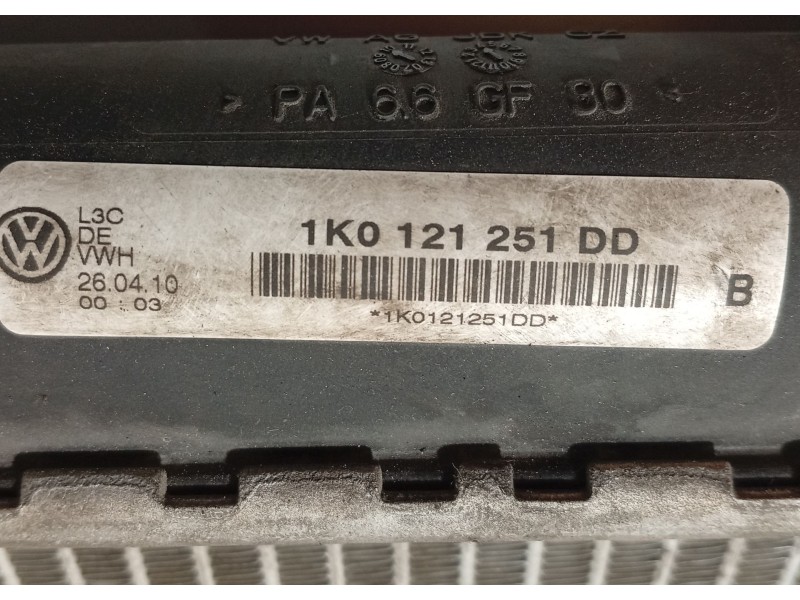 > PA 6.6 GF 30 <
L3C
DE
VWH
26.04.10
00 : 03
1K0 121 251 DD
*1K0121251DD*
B